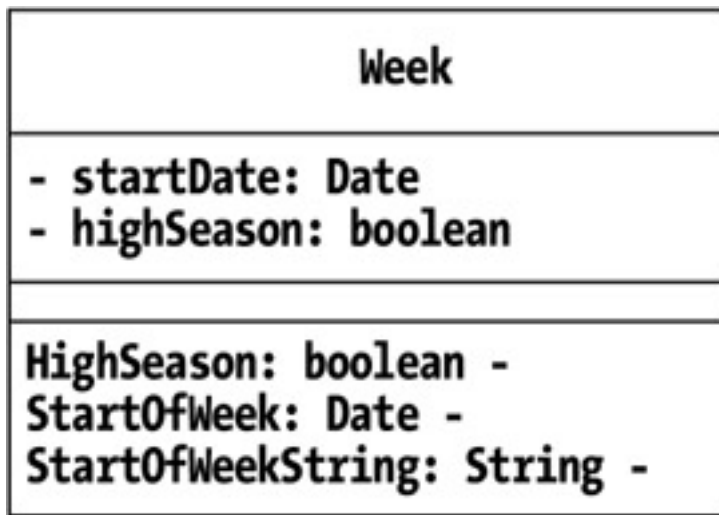 Week
- startDate: Date
- highSeason: boolean
HighSeason: boolean -
StartOfWeek: Date -
StartOfWeekString: String -